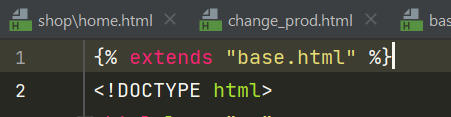 shop\home.html change_prod.html bas
1 {% extends "base.html" %}
2 <!DOCTYPE html>